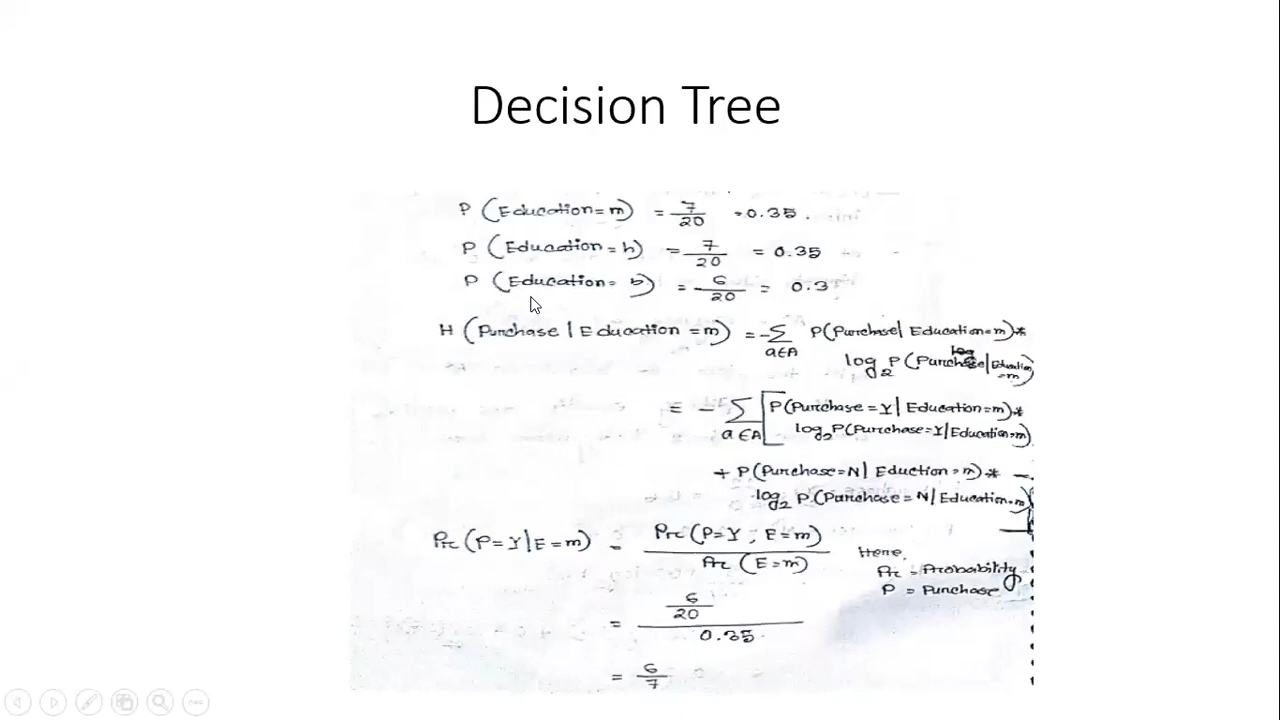 Decision Tree
P (Education=m) = 7/20 = 0.35.
P (Education = h) = 7/20 = 0.35
P (Education= b) = 6/20 = 0.3
H (Purchase | Education = m) = -Σ a∈A P(Purchase | Education=m)*
log₂ P(Purchase | Education =m)
= - Σ a∈A [P(Purchase = Y | Education=m)*
log₂ P(Purchase=Y | Education=m)
+ P(Purchase=N | Eduction=m)*
log₂ P(Purchase = N | Education=m)
Pr (P=Y | E=m) = Pr (P=Y, E=m) / Pr (E=m)
Here,
Pr = Probability
P = Purchase
= 6/20 / 0.35
= 6/7